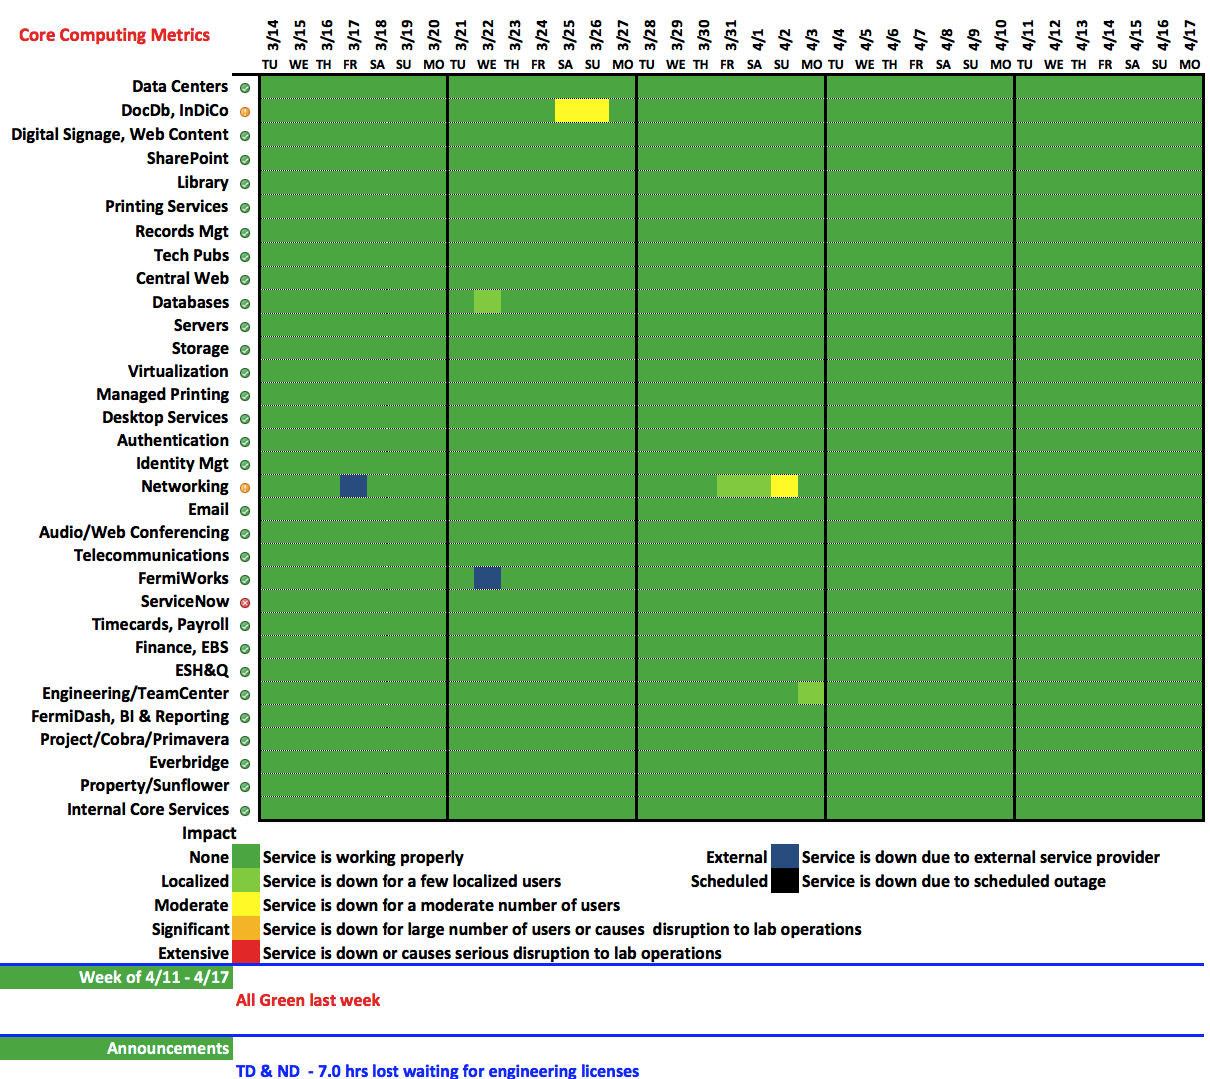 Core Computing Metrics
3/14 3/15 3/16 3/17 3/18 3/19 3/20 3/21 3/22 3/23 3/24 3/25 3/26 3/27 3/28 3/29 3/30 3/31 4/1 4/2 4/3 4/4 4/5 4/6 4/7 4/8 4/9 4/10 4/11 4/12 4/13 4/14 4/15 4/16 4/17
TU WE TH FR SA SU MO TU WE TH FR SA SU MO TU WE TH FR SA SU MO TU WE TH FR SA SU MO TU WE TH FR SA SU MO
Data Centers
DocDb, InDiCo
Digital Signage, Web Content
SharePoint
Library
Printing Services
Records Mgt
Tech Pubs
Central Web
Databases
Servers
Storage
Virtualization
Managed Printing
Desktop Services
Authentication
Identity Mgt
Networking
Email
Audio/Web Conferencing
Telecommunications
FermiWorks
ServiceNow
Timecards, Payroll
Finance, EBS
ESH&Q
Engineering/TeamCenter
FermiDash, BI & Reporting
Project/Cobra/Primavera
Everbridge
Property/Sunflower
Internal Core Services
Impact
None Service is working properly External Service is down due to external service provider
Localized Service is down for a few localized users Scheduled Service is down due to scheduled outage
Moderate Service is down for a moderate number of users
Significant Service is down for large number of users or causes disruption to lab operations
Extensive Service is down or causes serious disruption to lab operations
Week of 4/11 - 4/17
All Green last week
Announcements
TD & ND - 7.0 hrs lost waiting for engineering licenses